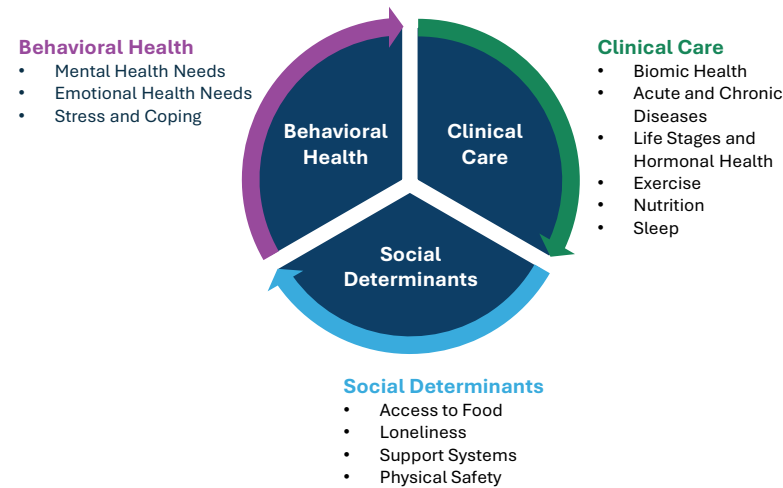 Behavioral Health
• Mental Health Needs
• Emotional Health Needs
• Stress and Coping
Behavioral
Health
Clinical
Care
Social
Determinants
Clinical Care
• Biomic Health
• Acute and Chronic
Diseases
• Life Stages and
Hormonal Health
• Exercise
• Nutrition
• Sleep
Social Determinants
• Access to Food
• Loneliness
• Support Systems
• Physical Safety